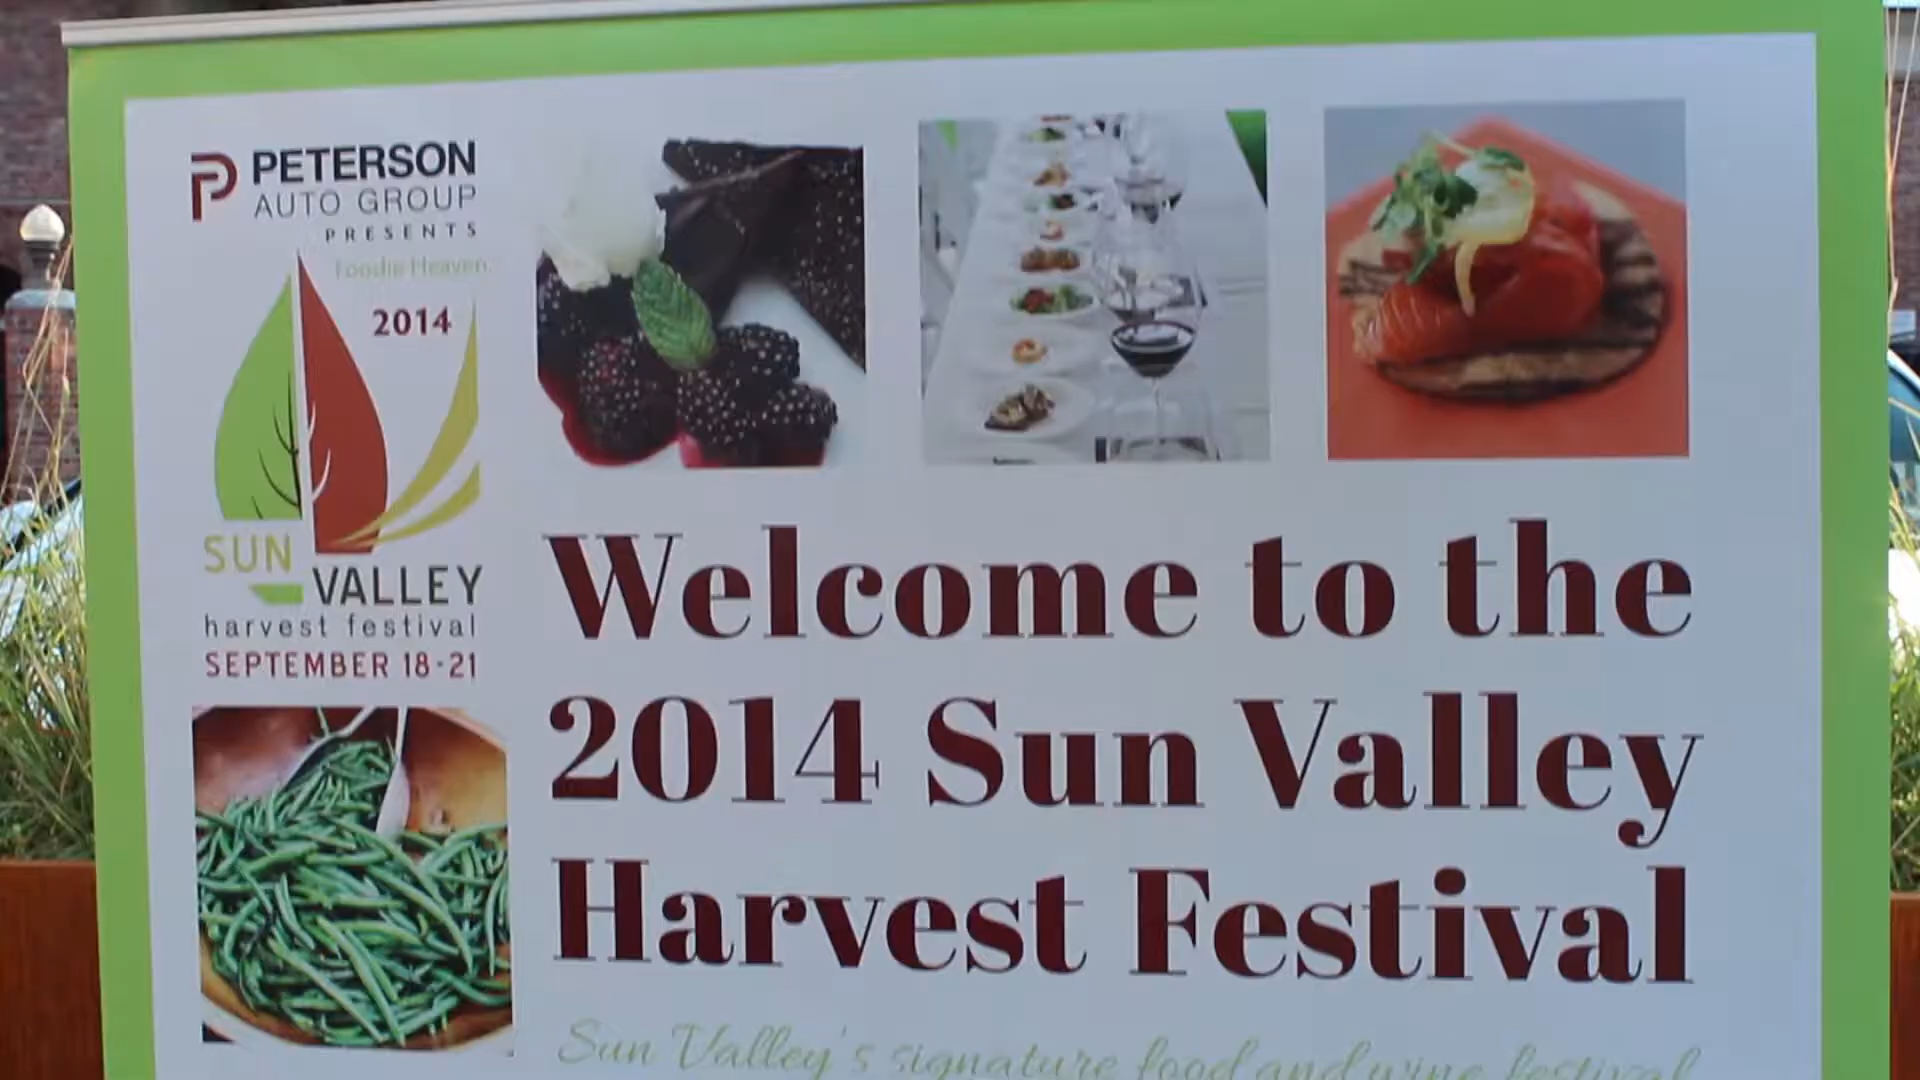 PETERSON
AUTO GROUP
PRESENTS
Foodie Heaven.
2014
SUN
VALLEY
harvest festival
SEPTEMBER 18-21
Welcome to the
2014 Sun Valley
Harvest Festival
Sun Valley's signature food and wine festival